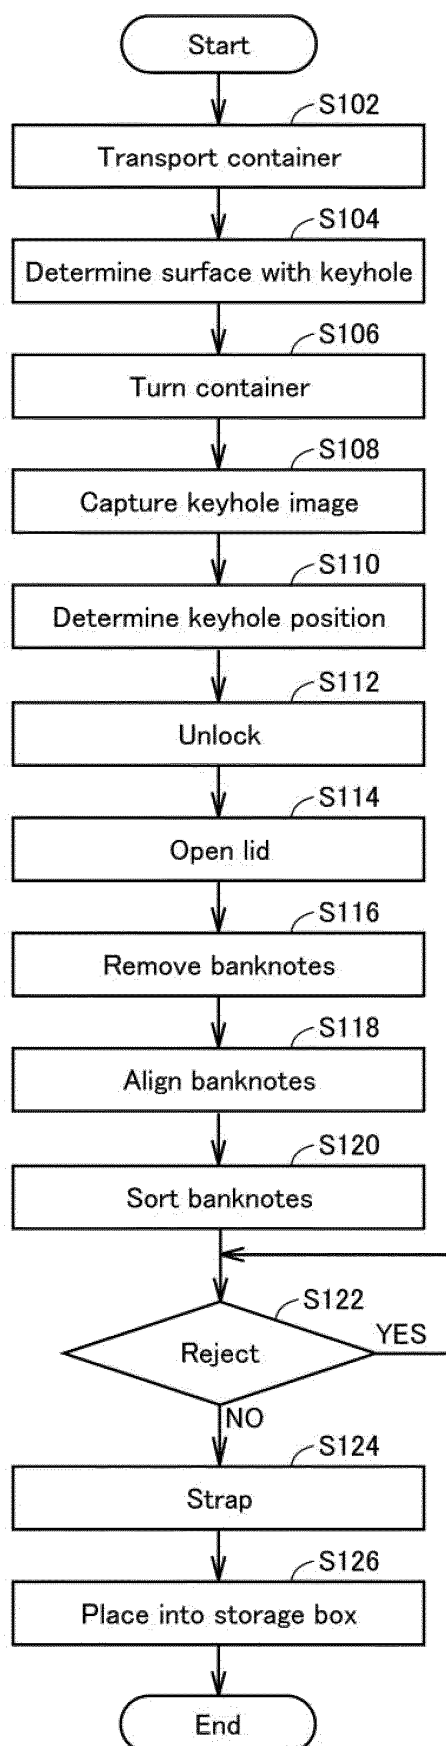 Start
S102
Transport container
S104
Determine surface with keyhole
S106
Turn container
S108
Capture keyhole image
S110
Determine keyhole position
S112
Unlock
S114
Open lid
S116
Remove banknotes
S118
Align banknotes
S120
Sort banknotes
S122
Reject
YES
NO
S124
Strap
S126
Place into storage box
End